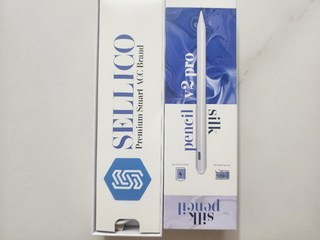 SELLICO
Premium Smart ACC Brand
silk
pencil v2 pro
silk
pencil